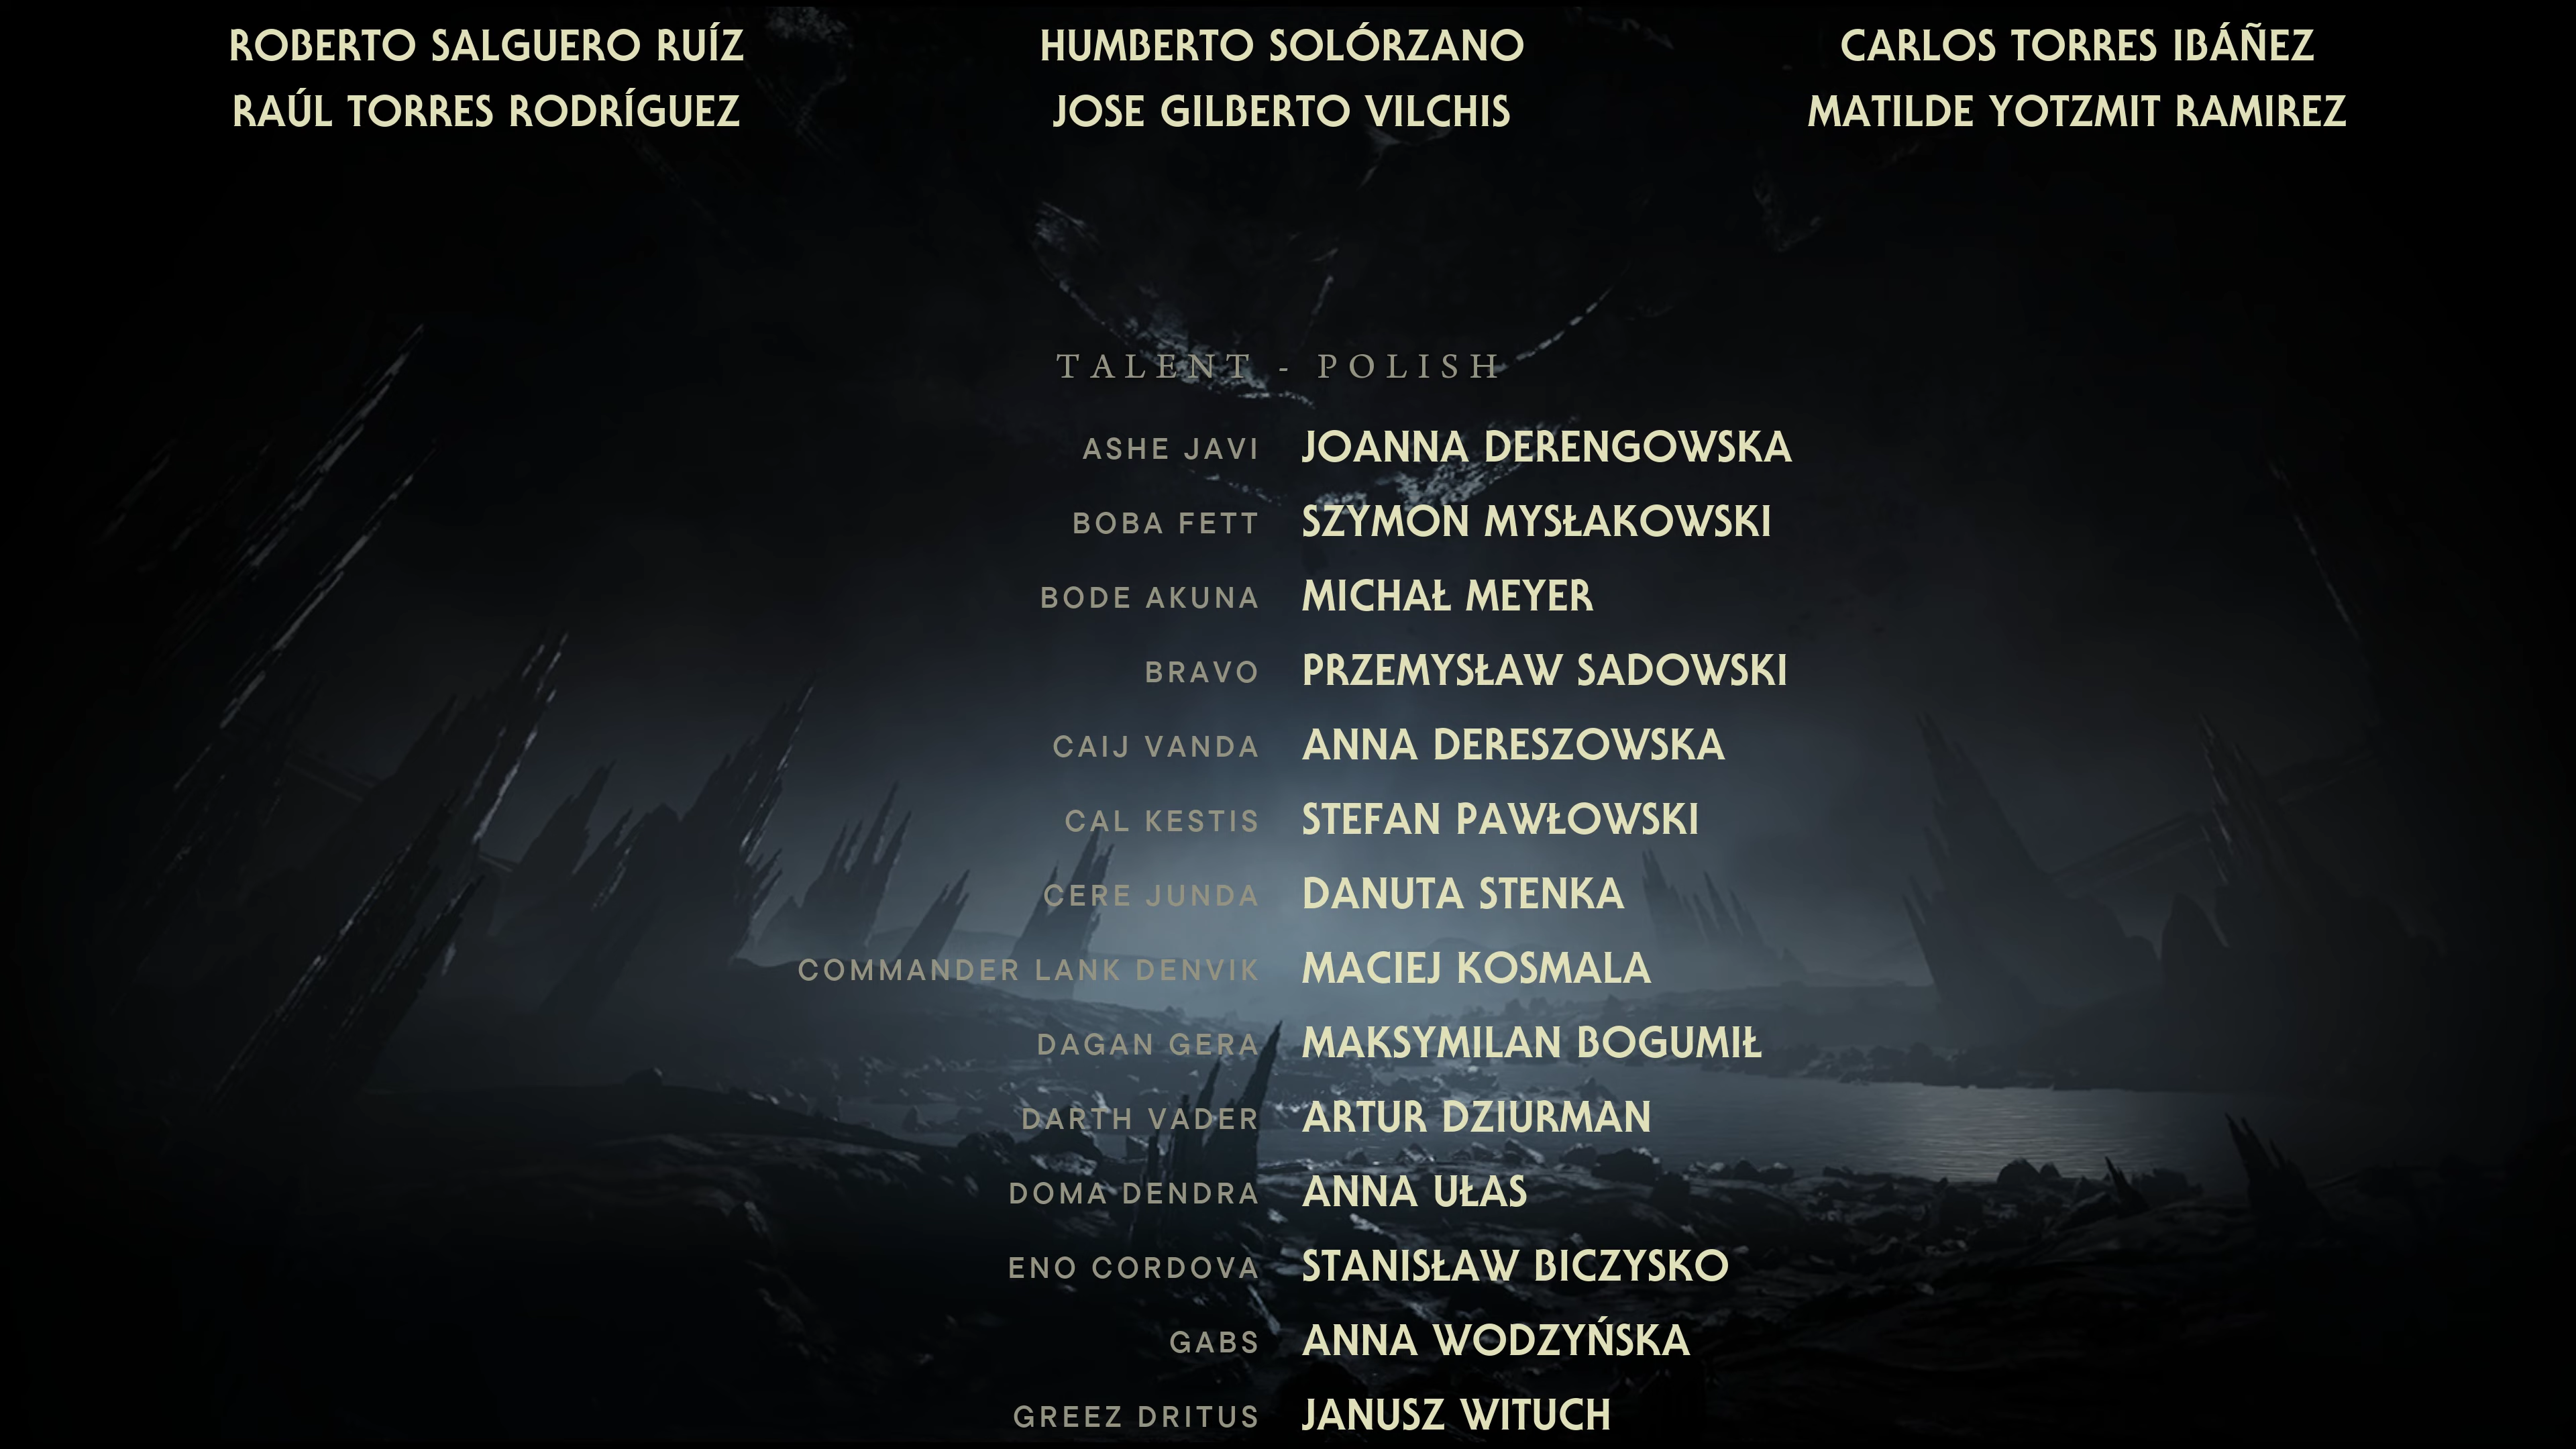 ROBERTO SALGUERO RUÍZ HUMBERTO SOLÓRZANO CARLOS TORRES IBÁÑEZ
RAÚL TORRES RODRÍGUEZ JOSE GILBERTO VILCHIS MATILDE YOTZMIT RAMIREZ
TALENT - POLISH
ASHE JAVI JOANNA DERENGOWSKA
BOBA FETT SZYMON MYSŁAKOWSKI
BODE AKUNA MICHAŁ MEYER
BRAVO PRZEMYSŁAW SADOWSKI
CAIJ VANDA ANNA DERESZOWSKA
CAL KESTIS STEFAN PAWŁOWSKI
CERE JUNDA DANUTA STENKA
COMMANDER LANK DENVIK MACIEJ KOSMALA
DAGAN GERA MAKSYMILAN BOGUMIŁ
DARTH VADER ARTUR DZIURMAN
DOMA DENDRA ANNA UŁAS
ENO CORDOVA STANISŁAW BICZYSKO
GABS ANNA WODZYŃSKA
GREEZ DRITUS JANUSZ WITUCH